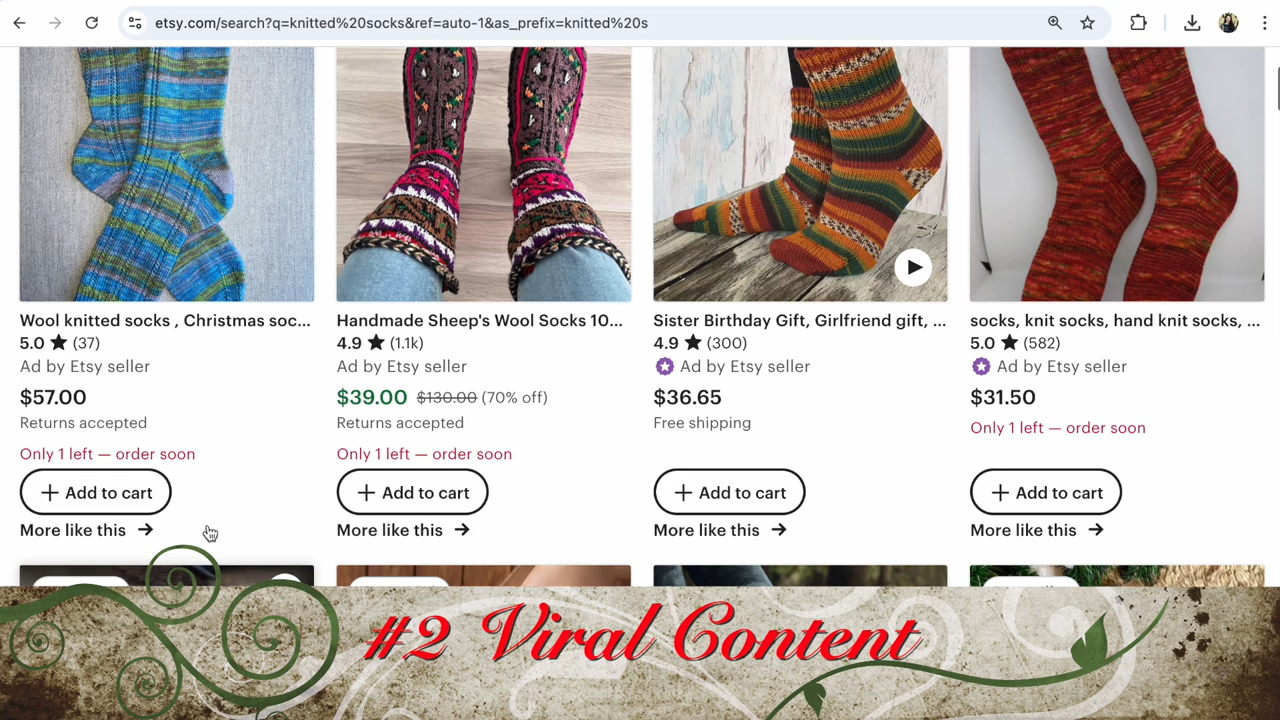 etsy.com/search?q=knitted%20socks&ref=auto-1&as_prefix=knitted%20s
Wool knitted socks , Christmas soc...
5.0 ★ (37)
Ad by Etsy seller
$57.00
Returns accepted
Only 1 left — order soon
+ Add to cart
More like this →
Handmade Sheep's Wool Socks 10...
4.9 ★ (1.1k)
Ad by Etsy seller
$39.00 $130.00 (70% off)
Returns accepted
Only 1 left — order soon
+ Add to cart
More like this →
Sister Birthday Gift, Girlfriend gift, ...
4.9 ★ (300)
Ad by Etsy seller
$36.65
Free shipping
+ Add to cart
More like this →
socks, knit socks, hand knit socks, ...
5.0 ★ (582)
Ad by Etsy seller
$31.50
Only 1 left — order soon
+ Add to cart
More like this →
#2 Viral Content